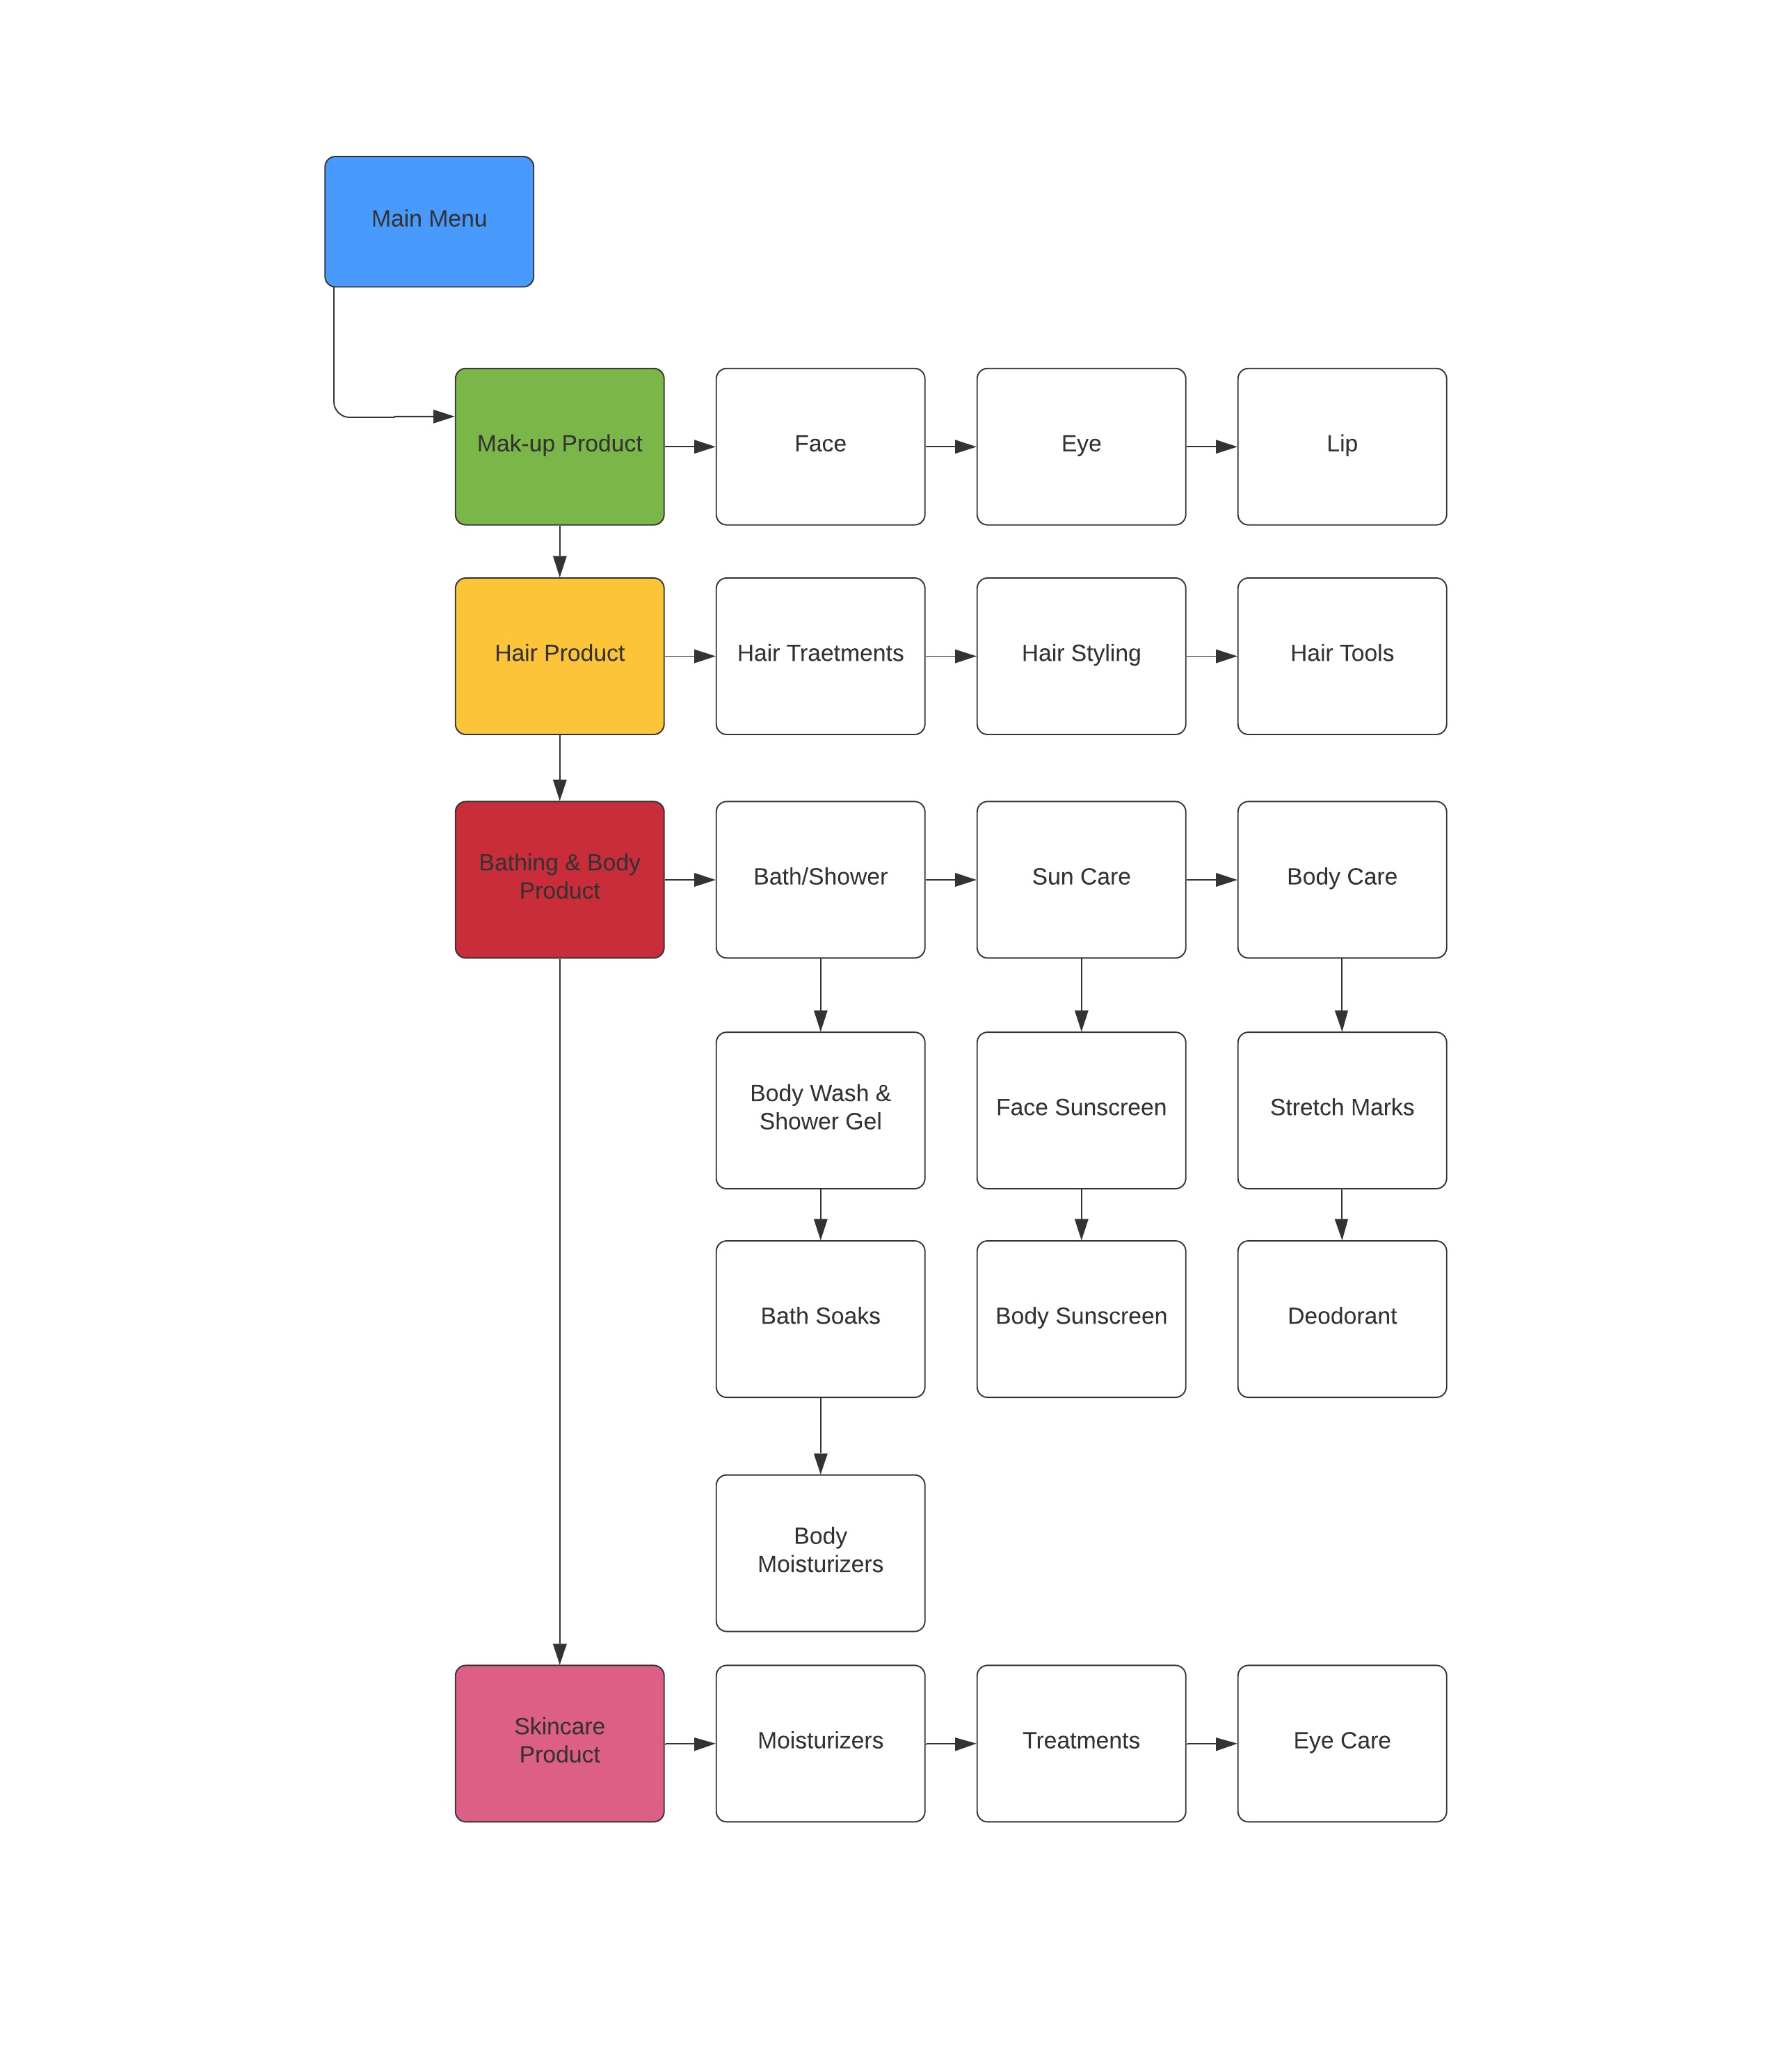 Main Menu
Mak-up Product
Face
Eye
Lip
Hair Product
Hair Traetments
Hair Styling
Hair Tools
Bathing & Body
Product
Bath/Shower
Sun Care
Body Care
Body Wash &
Shower Gel
Face Sunscreen
Stretch Marks
Bath Soaks
Body Sunscreen
Deodorant
Body
Moisturizers
Skincare
Product
Moisturizers
Treatments
Eye Care